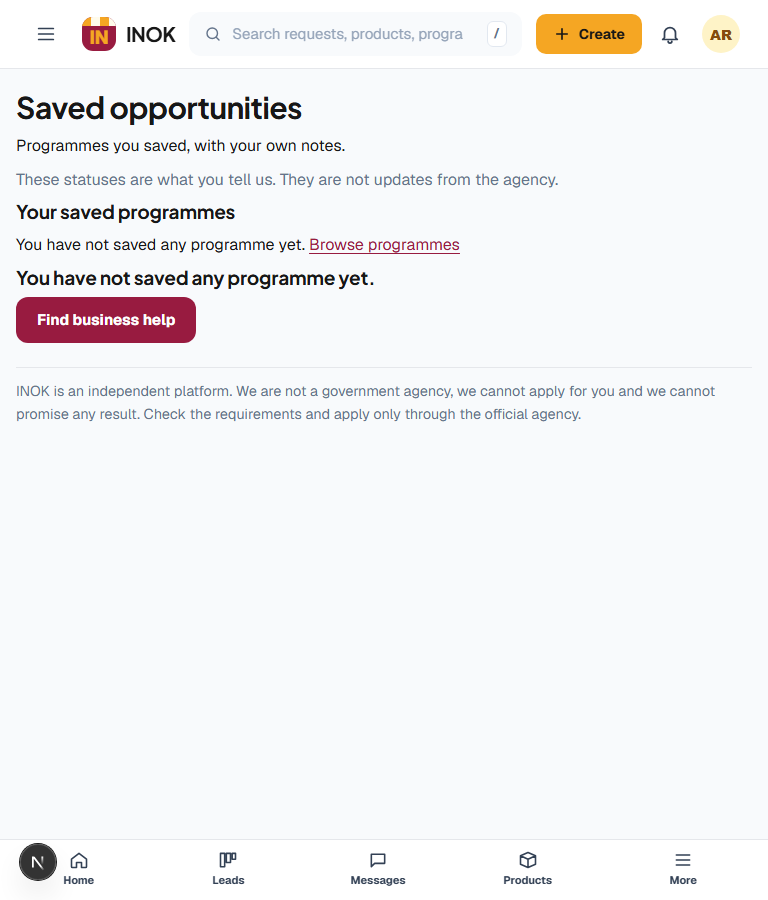 IN INOK
Search requests, products, progra
/
+ Create
AR
Saved opportunities
Programmes you saved, with your own notes.
These statuses are what you tell us. They are not updates from the agency.
Your saved programmes
You have not saved any programme yet. Browse programmes
You have not saved any programme yet.
Find business help
INOK is an independent platform. We are not a government agency, we cannot apply for you and we cannot
promise any result. Check the requirements and apply only through the official agency.
N
Home
Leads
Messages
Products
More